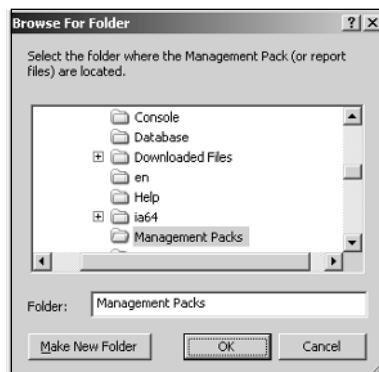 Browse For Folder
Select the folder where the Management Pack (or report
files) are located.
Console
Database
Downloaded Files
en
Help
ia64
Management Packs
Folder: Management Packs
Make New Folder OK Cancel